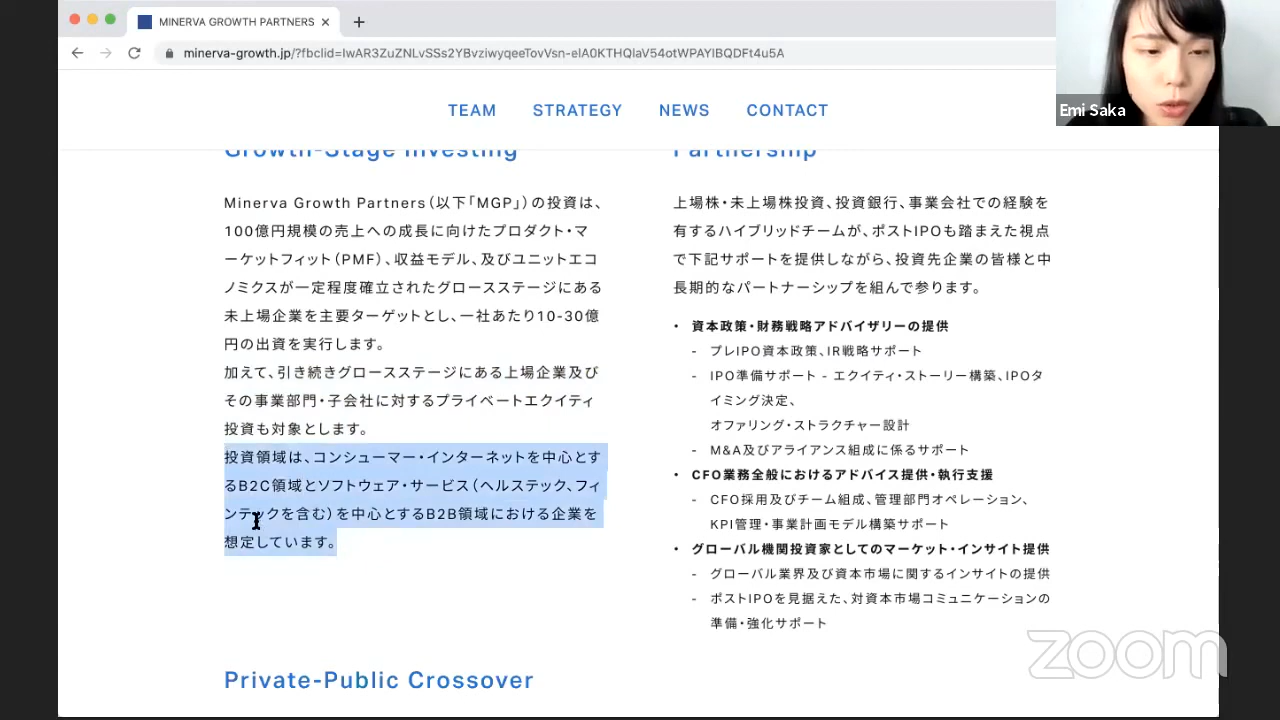 MINERVA GROWTH PARTNERS
minerva-growth.jp/?fbclid=IwAR3ZuZNLvSSs2YBvziwyqeeTovVsn-elA0KTHQlaV54otWPAYlBQDFt4u5A
Emi Saka
TEAM STRATEGY NEWS CONTACT
Growth-Stage Investing
Minerva Growth Partners（以下「MGP」）の投資は、
100億円規模の売上への成長に向けたプロダクト・マ
ーケットフィット（PMF）、収益モデル、及びユニットエコ
ノミクスが一定程度確立されたグロースステージにある
未上場企業を主要ターゲットとし、一社あたり10-30億
円の出資を実行します。
加えて、引き続きグロースステージにある上場企業及び
その事業部門・子会社に対するプライベートエクイティ
投資も対象とします。
投資領域は、コンシューマー・インターネットを中心とす
るB2C領域とソフトウェア・サービス（ヘルステック、フィ
ンテックを含む）を中心とするB2B領域における企業を
想定しています。
Partnership
上場株・未上場株投資、投資銀行、事業会社での経験を
有するハイブリッドチームが、ポストIPOも踏まえた視点
で下記サポートを提供しながら、投資先企業の皆様と中
長期的なパートナーシップを組んで参ります。
• 資本政策・財務戦略アドバイザリーの提供
- プレIPO資本政策、IR戦略サポート
- IPO準備サポート - エクイティ・ストーリー構築、IPOタ
イミング決定、
オファリング・ストラクチャー設計
- M&A及びアライアンス組成に係るサポート
• CFO業務全般におけるアドバイス提供・執行支援
- CFO採用及びチーム組成、管理部門オペレーション、
KPI管理・事業計画モデル構築サポート
• グローバル機関投資家としてのマーケット・インサイト提供
- グローバル業界及び資本市場に関するインサイトの提供
- ポストIPOを見据えた、対資本市場コミュニケーションの
準備・強化サポート
Private-Public Crossover
zoom